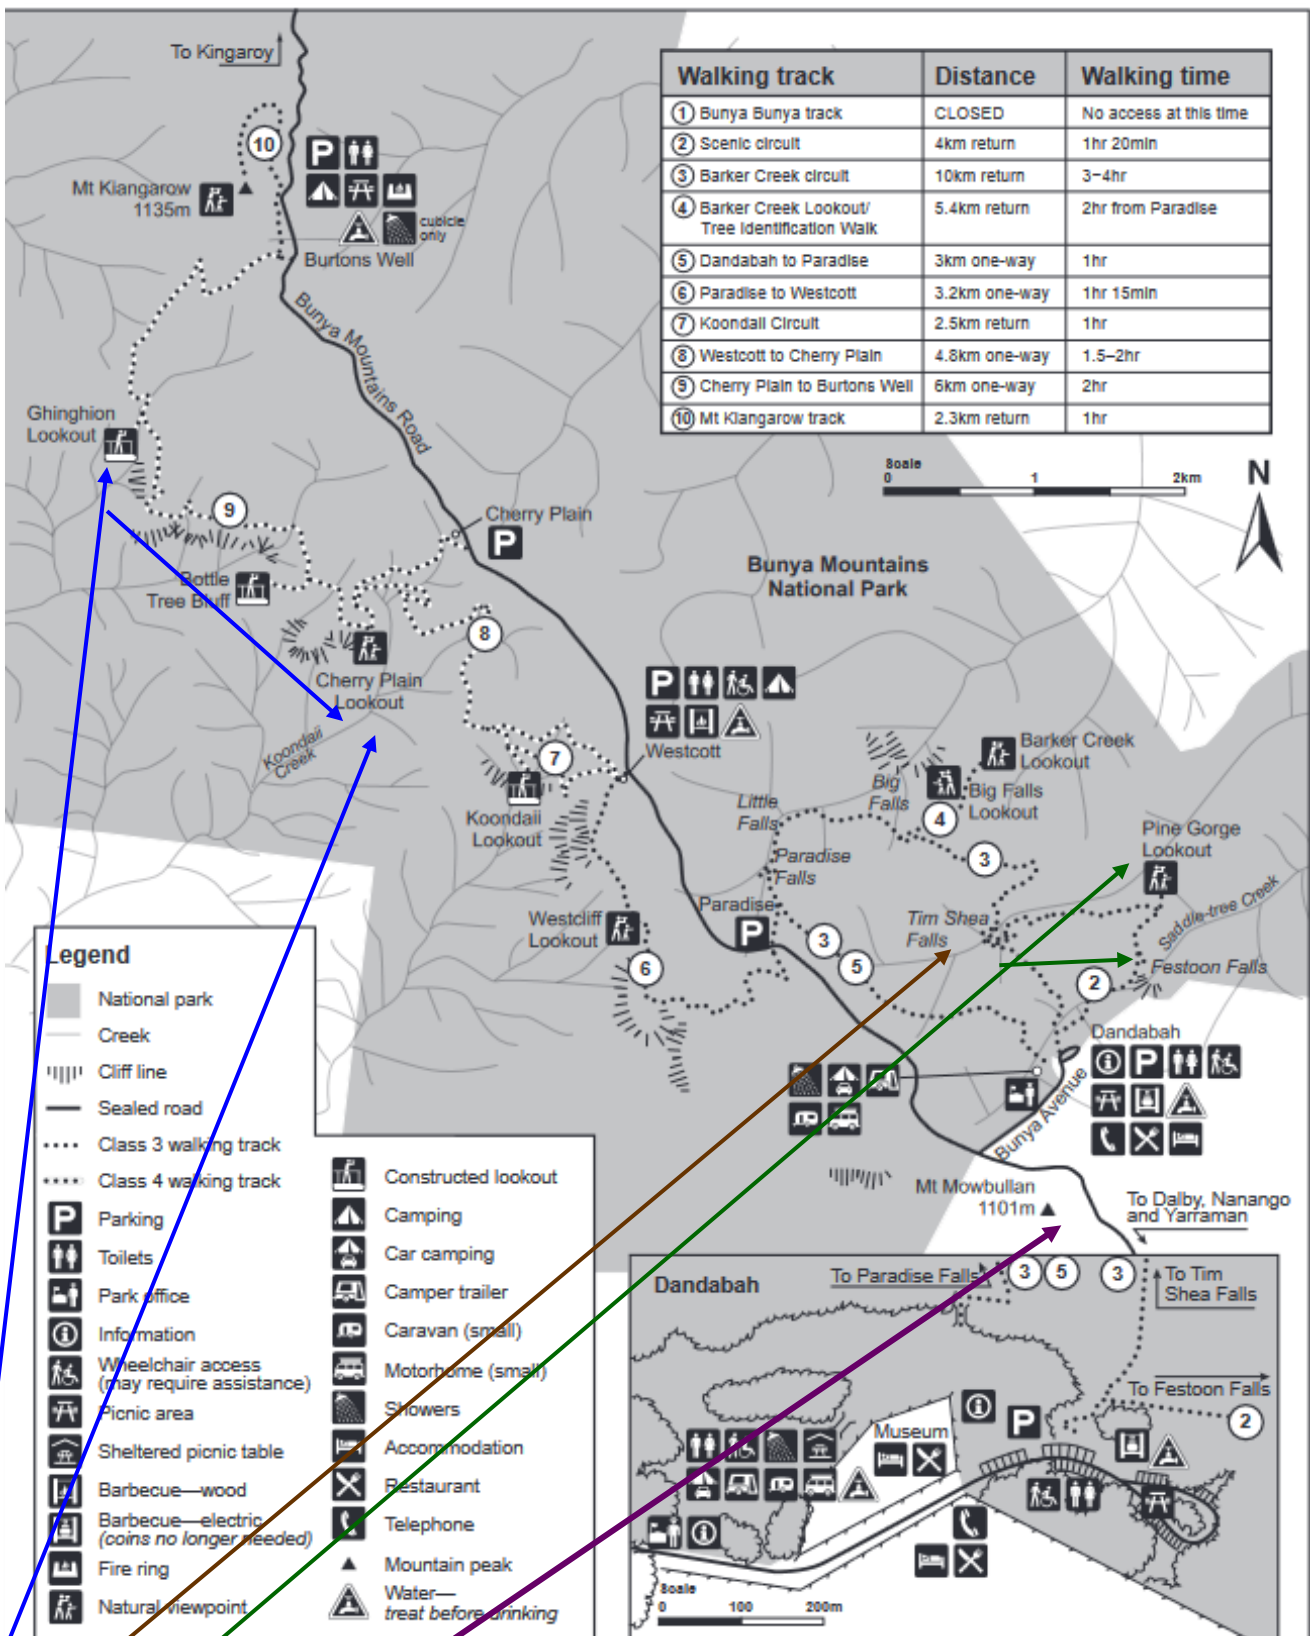 To Kingaroy
10
Mt Kiangarow
1135m
cubicle
only
Burtons Well
Bunya Mountains Road
Walking track Distance Walking time
1 Bunya Bunya track CLOSED No access at this time
2 Scenic circuit 4km return 1hr 20min
3 Barker Creek circuit 10km return 3–4hr
4 Barker Creek Lookout/ 5.4km return 2hr from Paradise
Tree Identification Walk
5 Dandabah to Paradise 3km one-way 1hr
6 Paradise to Westcott 3.2km one-way 1hr 15min
7 Koondaii Circuit 2.5km return 1hr
8 Westcott to Cherry Plain 4.8km one-way 1.5–2hr
9 Cherry Plain to Burtons Well 6km one-way 2hr
10 Mt Kiangarow track 2.3km return 1hr
Scale
0 1 2km
N
Ghinghion
Lookout
9
Cherry Plain
P
Bottle
Tree Bluff
Bunya Mountains
National Park
8
Cherry Plain
Lookout
Koondaii
Creek
P
Westcott
7
Koondaii
Lookout
Barker Creek
Lookout
Big
Falls
Big Falls
Lookout
4
Little
Falls
3
Pine Gorge
Lookout
Paradise
Falls
Paradise
P
Westcliff
Lookout
6
3
5
Tim Shea
Falls
Saddle-tree Creek
Festoon Falls
2
Dandabah
P
Bunya Avenue
Mt Mowbullan
1101m
To Dalby, Nanango
and Yarraman
Legend
National park
Creek
Cliff line
Sealed road
Class 3 walking track
Class 4 walking track
P Parking
Toilets
Park office
Information
Wheelchair access
(may require assistance)
Picnic area
Sheltered picnic table
Barbecue—wood
Barbecue—electric
(coins no longer needed)
Fire ring
Natural viewpoint
Constructed lookout
Camping
Car camping
Camper trailer
Caravan (small)
Motorhome (small)
Showers
Accommodation
Restaurant
Telephone
Mountain peak
Water—
treat before drinking
Dandabah
To Paradise Falls
3 5 3
To Tim
Shea Falls
To Festoon Falls
2
P
Museum
Scale
0 100 200m